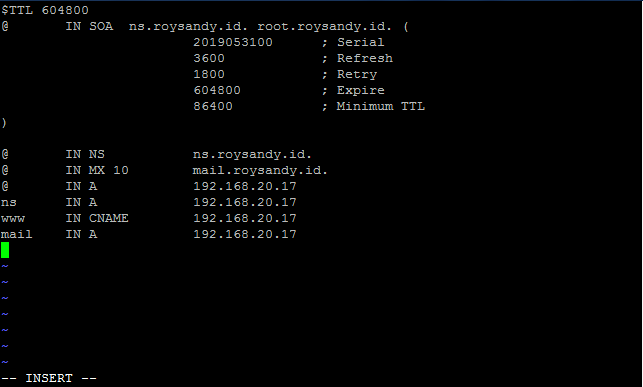 $TTL 604800
@       IN SOA  ns.roysandy.id. root.roysandy.id. (
                        2019053100      ; Serial
                        3600            ; Refresh
                        1800            ; Retry
                        604800          ; Expire
                        86400           ; Minimum TTL
)
@       IN NS           ns.roysandy.id.
@       IN MX 10        mail.roysandy.id.
@       IN A            192.168.20.17
ns      IN A            192.168.20.17
www     IN CNAME        192.168.20.17
mail    IN A            192.168.20.17
~
~
~
~
~
~
~
-- INSERT --